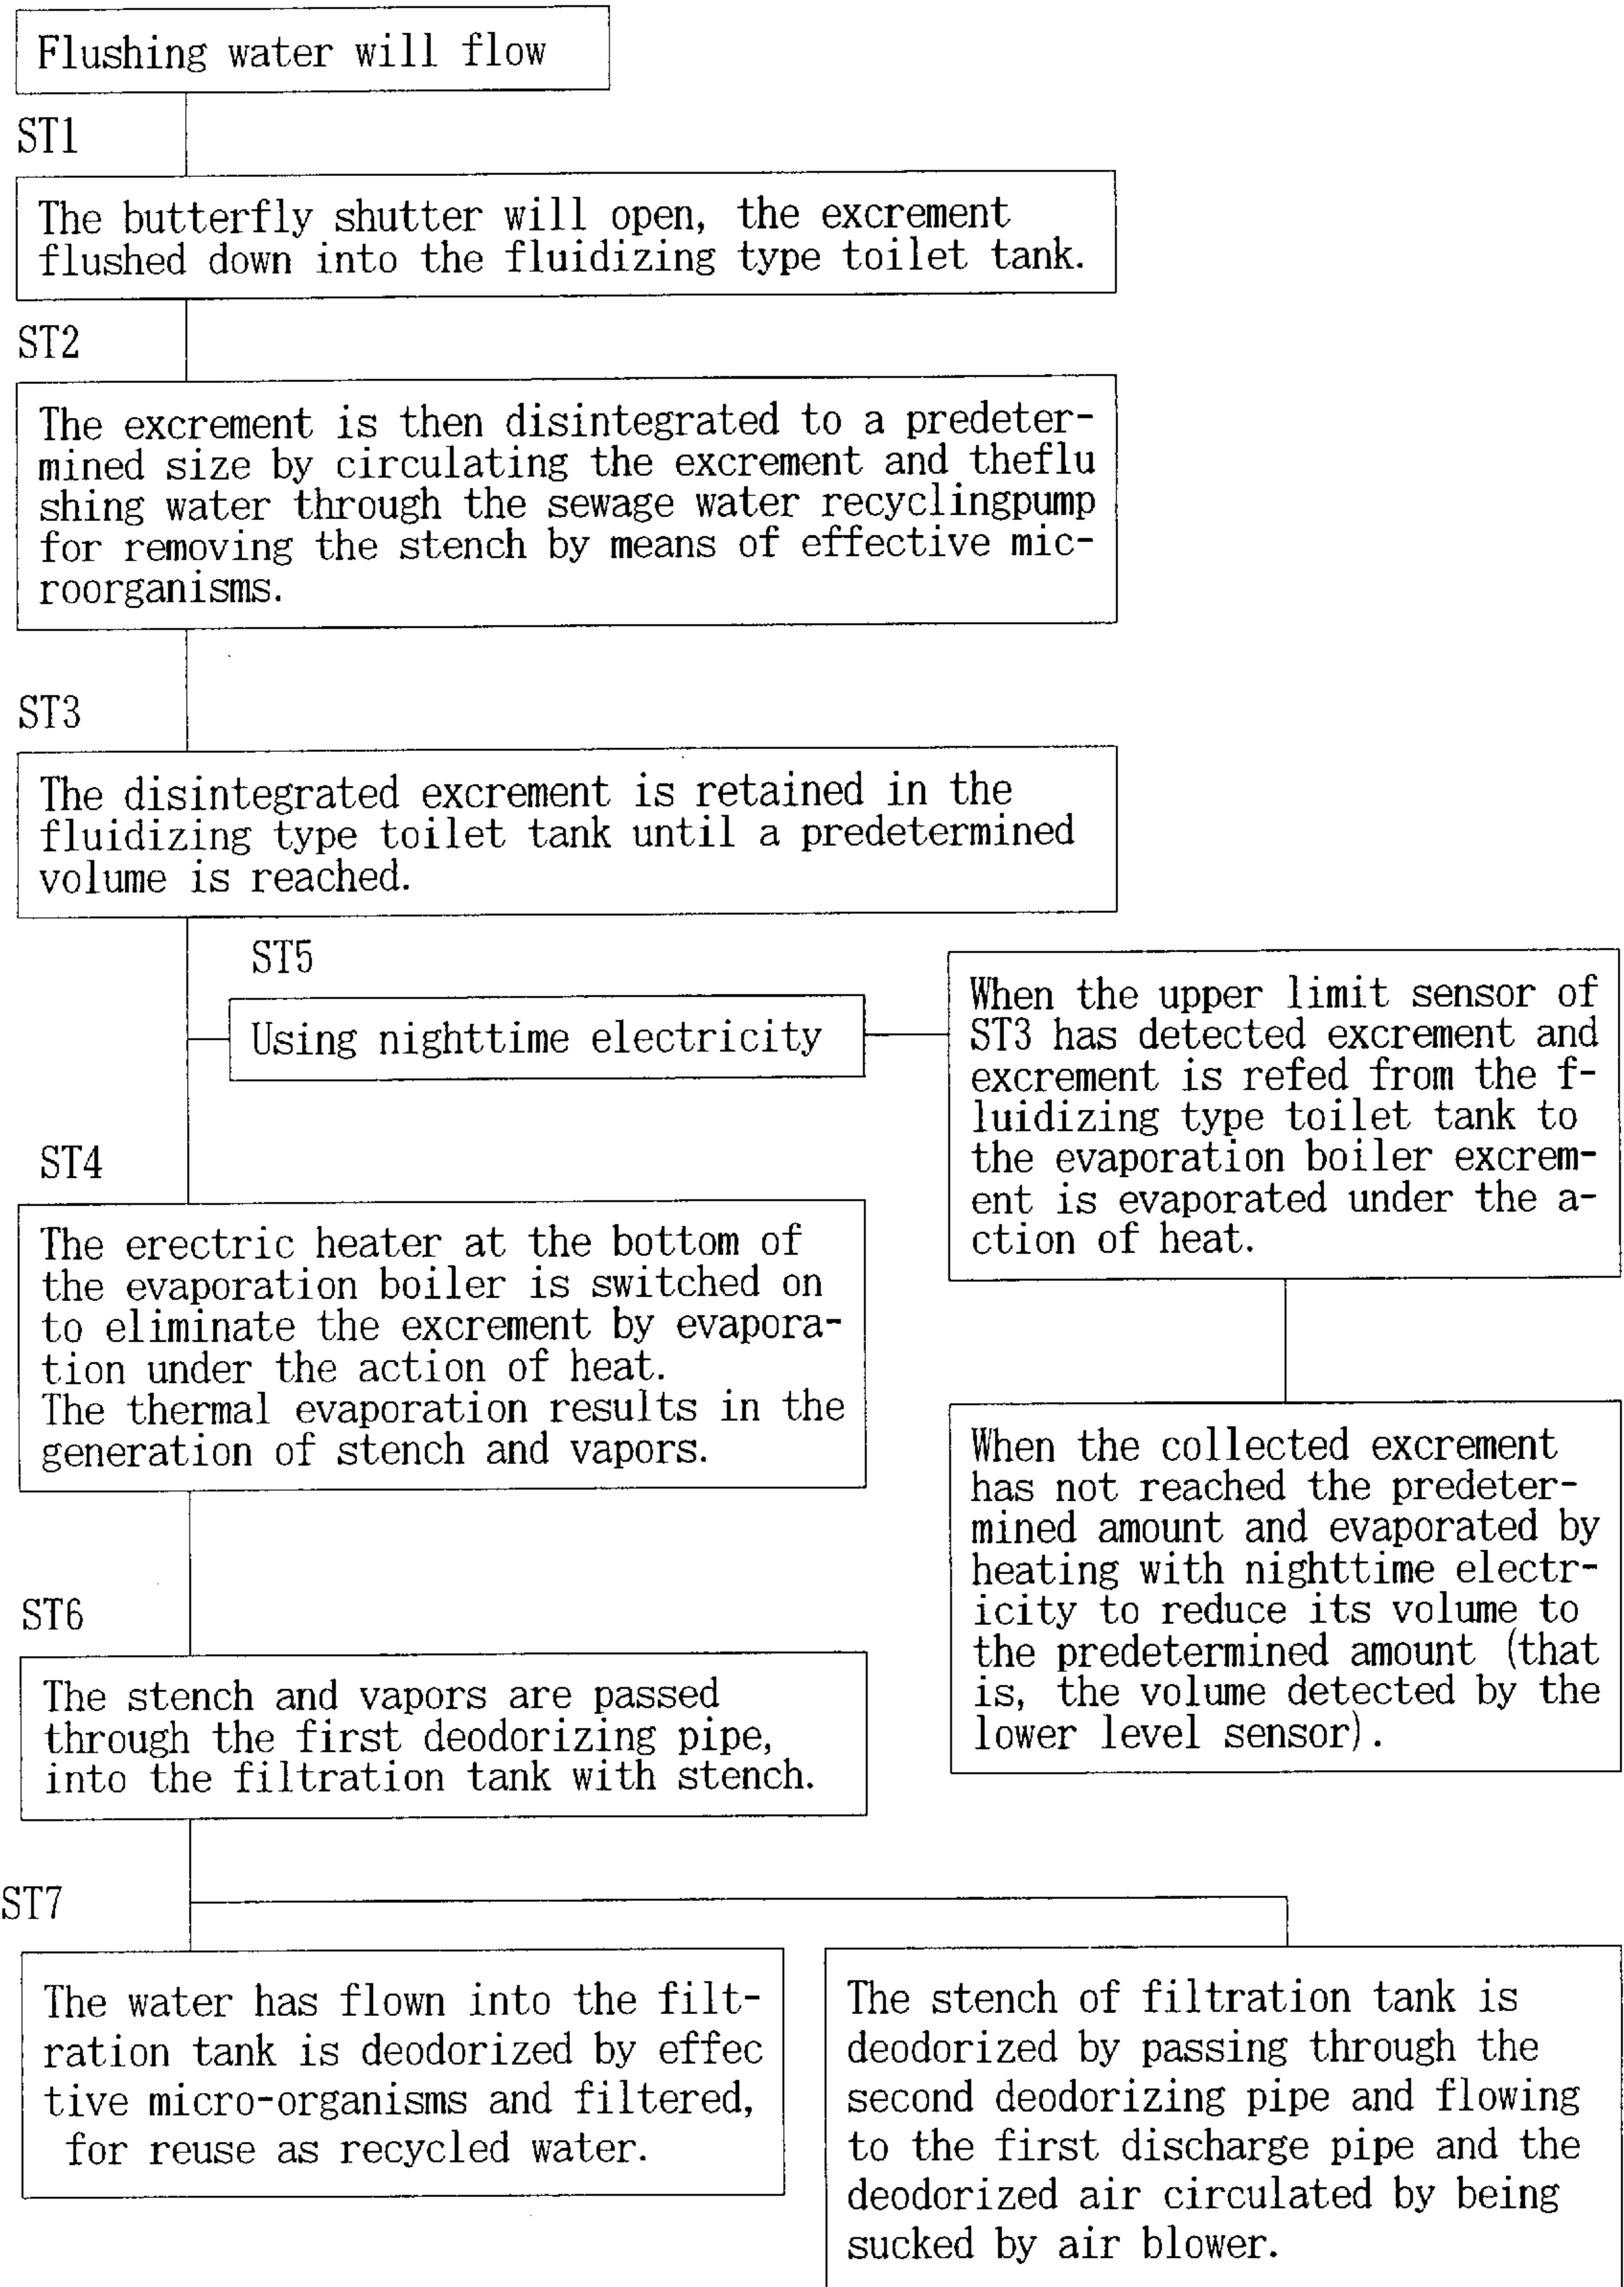 Flushing water will flow
ST1
The butterfly shutter will open, the excrement
flushed down into the fluidizing type toilet tank.
ST2
The excrement is then disintegrated to a predeter-
mined size by circulating the excrement and theflu
shing water through the sewage water recyclingpump
for removing the stench by means of effective mic-
roorganisms.
ST3
The disintegrated excrement is retained in the
fluidizing type toilet tank until a predetermined
volume is reached.
ST5
Using nighttime electricity
When the upper limit sensor of
ST3 has detected excrement and
excrement is refed from the f-
luidizing type toilet tank to
the evaporation boiler excrem-
ent is evaporated under the a-
ction of heat.
When the collected excrement
has not reached the predeter-
mined amount and evaporated by
heating with nighttime electr-
icity to reduce its volume to
the predetermined amount (that
is, the volume detected by the
lower level sensor).
ST4
The erectric heater at the bottom of
the evaporation boiler is switched on
to eliminate the excrement by evapora-
tion under the action of heat.
The thermal evaporation results in the
generation of stench and vapors.
ST6
The stench and vapors are passed
through the first deodorizing pipe,
into the filtration tank with stench.
ST7
The water has flown into the filt-
ration tank is deodorized by effec
tive micro-organisms and filtered,
for reuse as recycled water.
The stench of filtration tank is
deodorized by passing through the
second deodorizing pipe and flowing
to the first discharge pipe and the
deodorized air circulated by being
sucked by air blower.